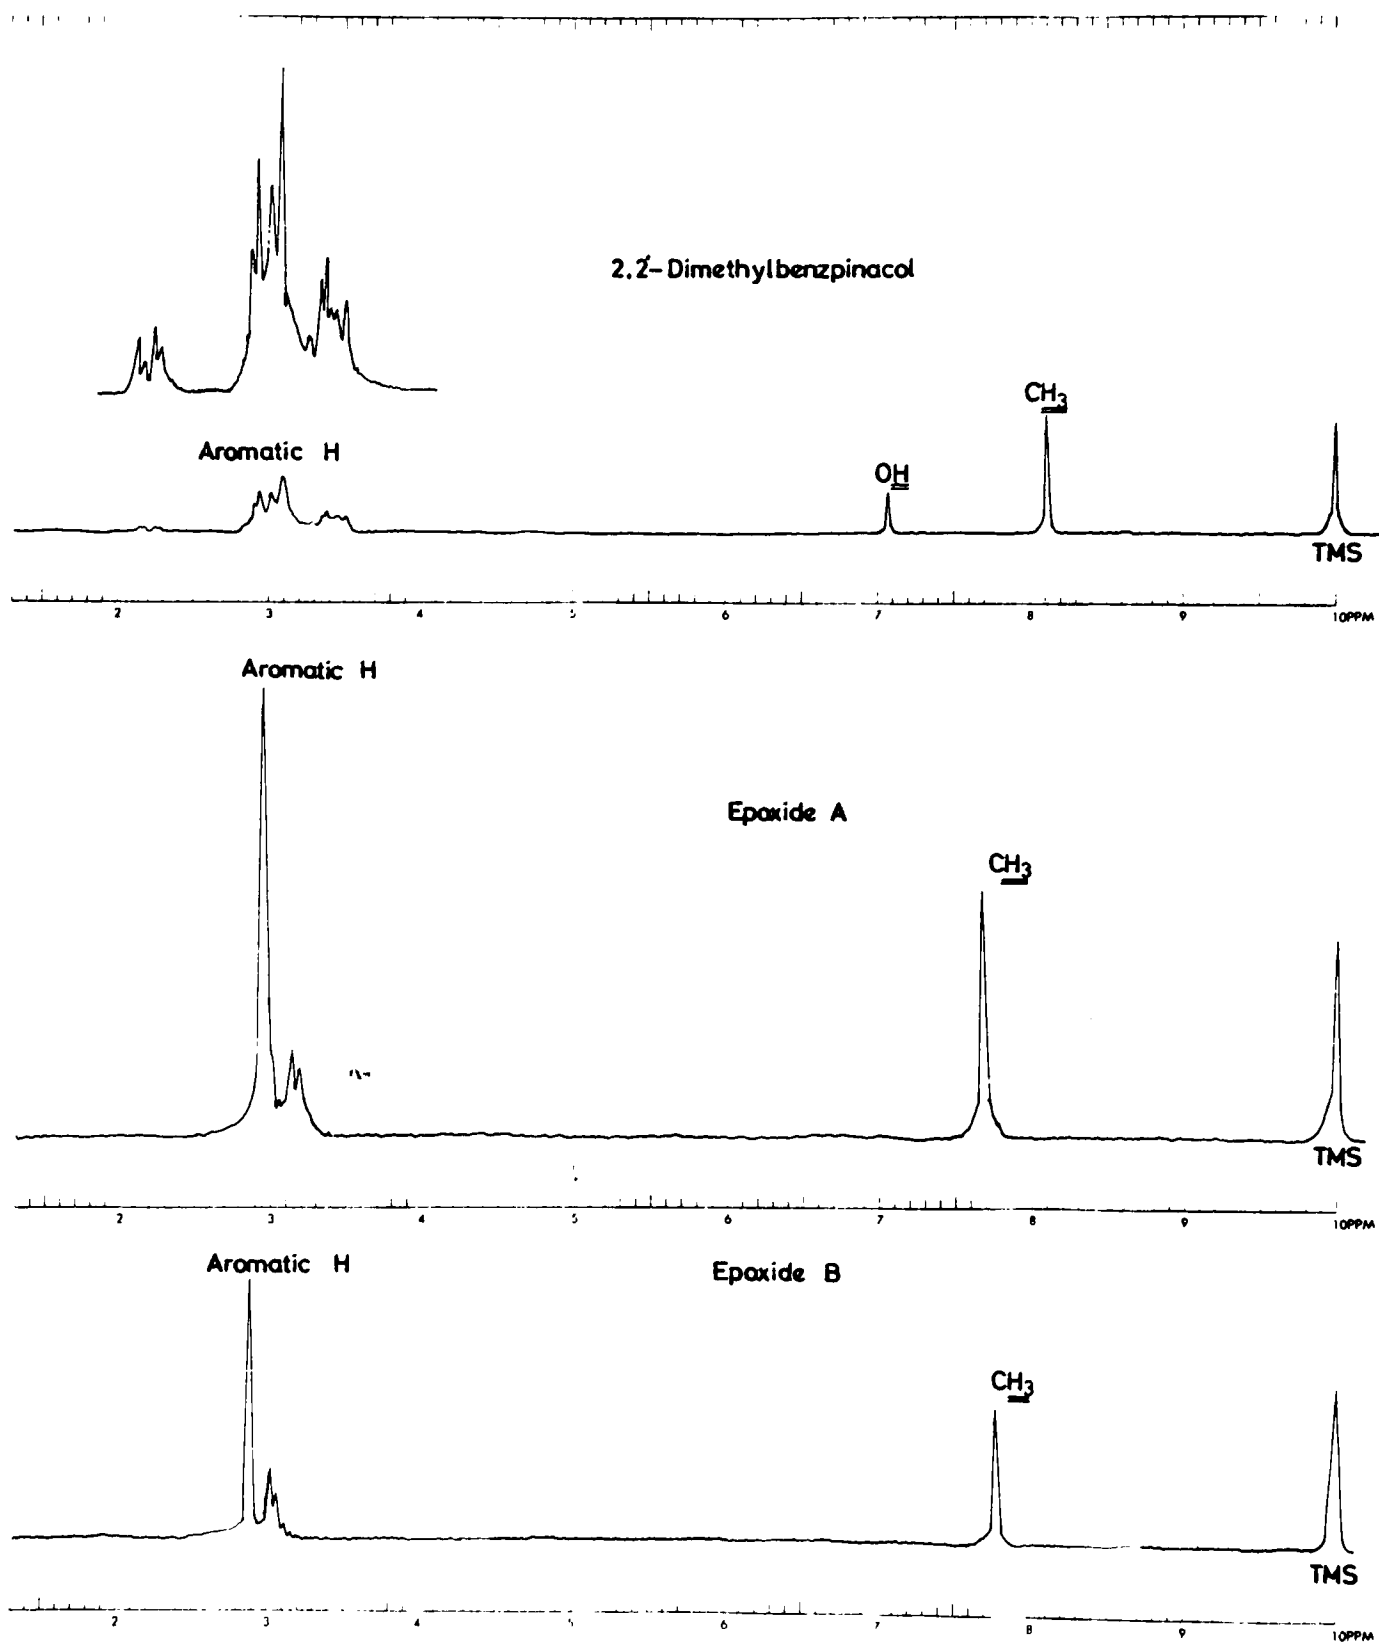 2,2'-Dimethylbenzpinacol
CH3
Aromatic H
OH
TMS
2 3 4 5 6 7 8 9 10PPM
Aromatic H
Epoxide A
CH3
TMS
2 3 4 5 6 7 8 9 10PPM
Aromatic H
Epoxide B
CH3
TMS
2 3 4 5 6 7 8 9 10PPM